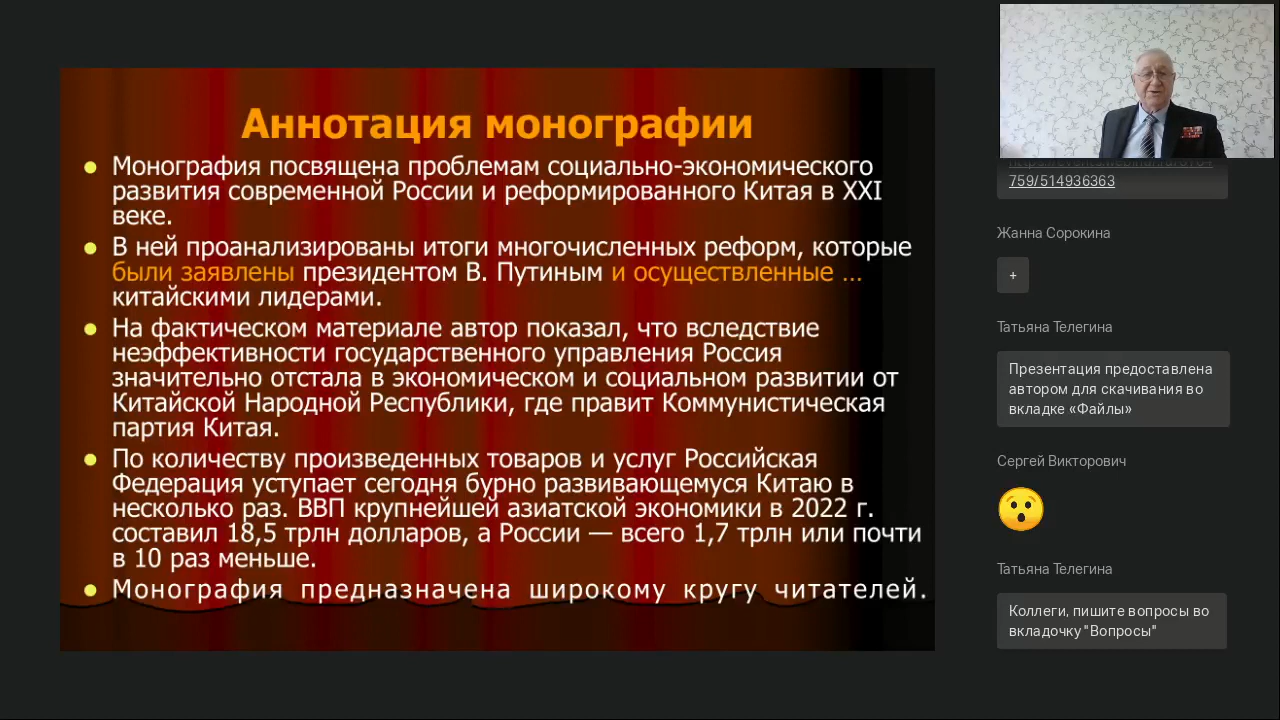 Аннотация монографии
Монография посвящена проблемам социально-экономического
развития современной России и реформированного Китая в XXI
веке.
В ней проанализированы итоги многочисленных реформ, которые
были заявлены президентом В. Путиным и осуществленные ...
китайскими лидерами.
На фактическом материале автор показал, что вследствие
неэффективности государственного управления Россия
значительно отстала в экономическом и социальном развитии от
Китайской Народной Республики, где правит Коммунистическая
партия Китая.
По количеству произведенных товаров и услуг Российская
Федерация уступает сегодня бурно развивающемуся Китаю в
несколько раз. ВВП крупнейшей азиатской экономики в 2022 г.
составил 18,5 трлн долларов, а России — всего 1,7 трлн или почти
в 10 раз меньше.
Монография предназначена широкому кругу читателей.
759/514936363
Жанна Сорокина
+
Татьяна Телегина
Презентация предоставлена
автором для скачивания во
вкладке «Файлы»
Сергей Викторович
Татьяна Телегина
Коллеги, пишите вопросы во
вкладочку "Вопросы"